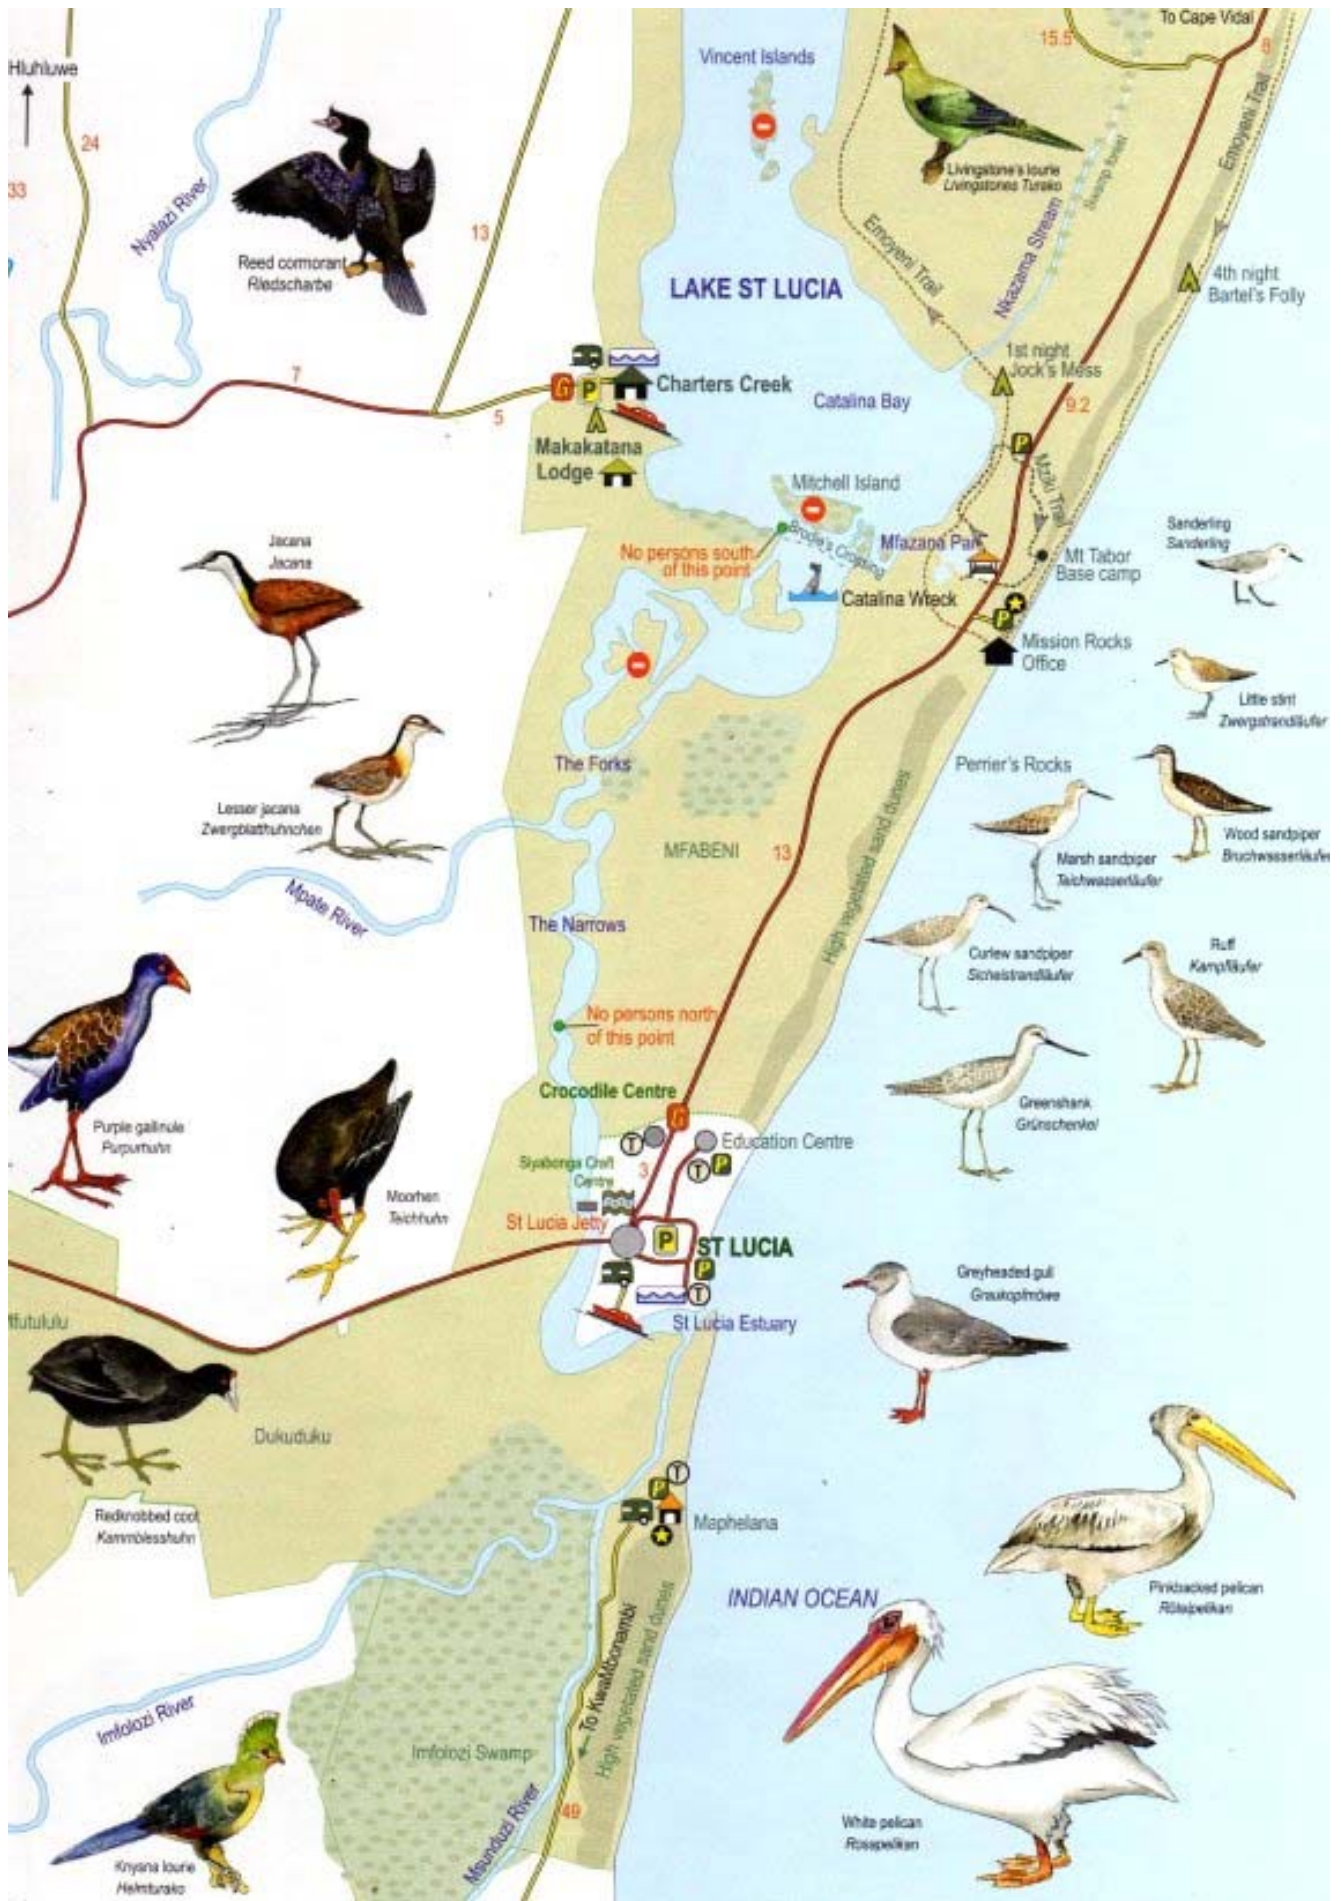 To Cape Vidal
15.5
8
Vincent Islands
Hluhluwe
24
33
Nyalazi River
13
Reed cormorant
Riedscharbe
Livingstone's lourie
Livingstones Turako
Swamp forest
Emoyeni Trail
Emoyeni Trail
Nkazana Stream
LAKE ST LUCIA
4th night
Bartel's Folly
1st night
Jock's Mess
7
5
G
P
Charters Creek
Catalina Bay
9.2
P
Makakatana
Lodge
Mitchell Island
Mziki Trail
Brodie's Crossing
Mfazana Pan
No persons south
of this point
Catalina Wreck
Mt Tabor
Base camp
P
Mission Rocks
Office
Sanderling
Sanderling
Jacana
Jacana
Little stint
Zwergstrandläufer
The Forks
Perrier's Rocks
Lesser jacana
Zwergblatthuhnchen
MFABENI
13
High vegetated sand dunes
Wood sandpiper
Bruchwasserläufer
Marsh sandpiper
Teichwasserläufer
Mpate River
The Narrows
Curlew sandpiper
Sichelstrandläufer
Ruff
Kampfläufer
No persons north
of this point
Crocodile Centre
G
Purple gallinule
Purpurhuhn
Greenshank
Grünschenkel
T
Education Centre
T
P
Siyabonga Craft
Centre
3
Moorhen
Teichhuhn
St Lucia Jetty
P
ST LUCIA
P
T
St Lucia Estuary
Greyheaded gull
Graukopfmöwe
futululu
Dukuduku
Redknobbed coot
Kammblesshuhn
T
P
Maphelana
INDIAN OCEAN
Pinkbacked pelican
Rötelpelikan
To KwaMbonambi
High vegetated sand dunes
Imfolozi River
Imfolozi Swamp
Msunduzi River
49
White pelican
Rosapelikan
Knysna lourie
Helmturako